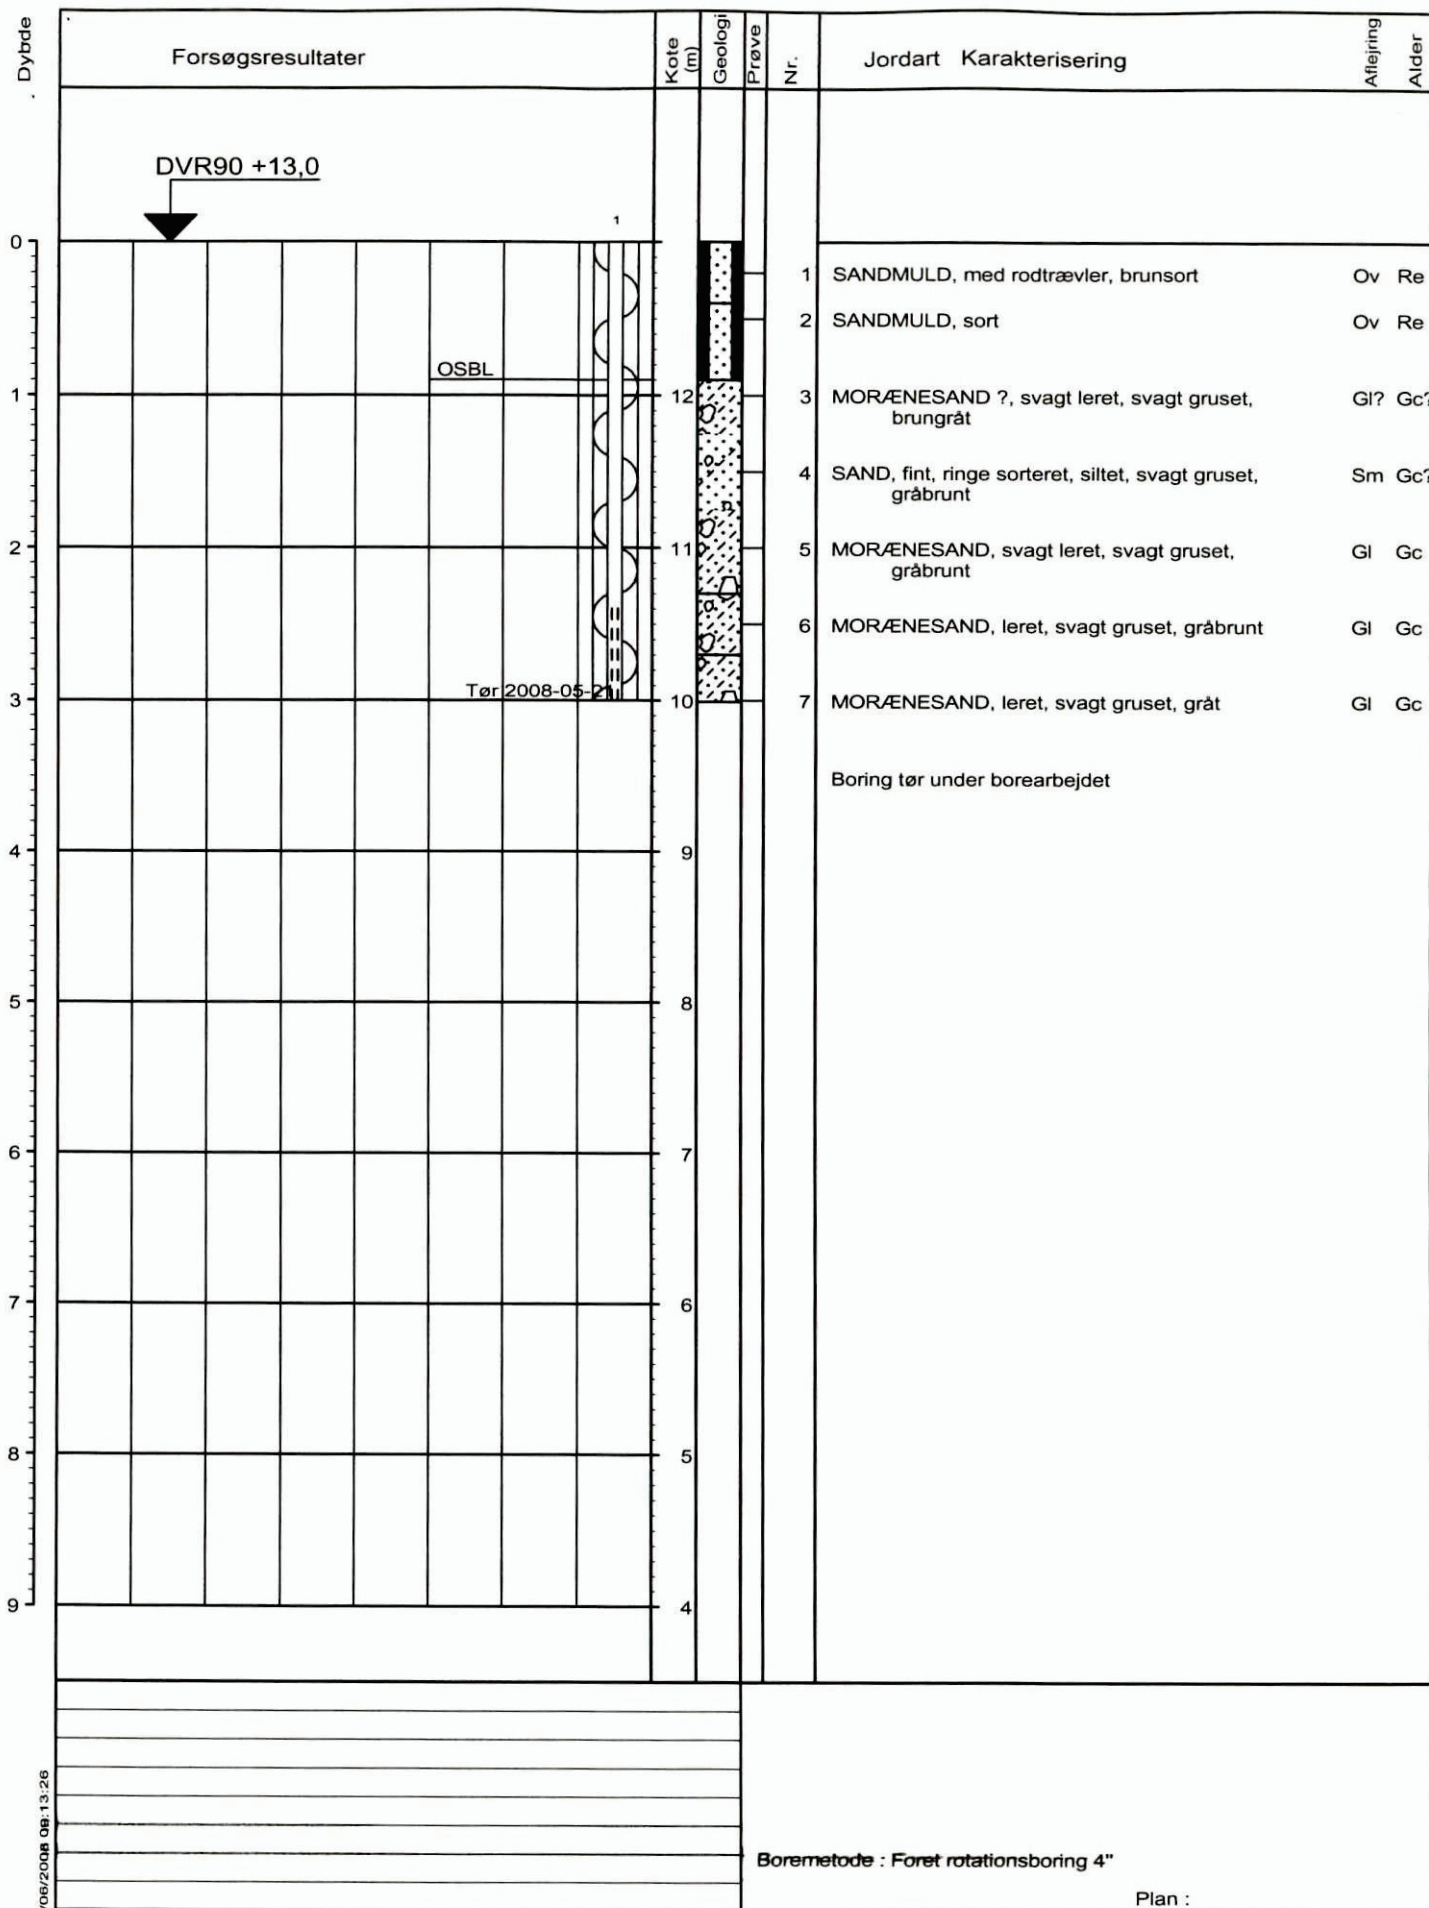 Dybde
Forsøgsresultater
Kote (m)
Geologi
Prøve
Nr.
Jordart Karakterisering
Aflejring
Alder
DVR90 +13,0
1
0
1 SANDMULD, med rodtrævler, brunsort Ov Re
2 SANDMULD, sort Ov Re
OSBL
1 12 3 MORÆNESAND ?, svagt leret, svagt gruset, Gl? Gc?
brungråt
4 SAND, fint, ringe sorteret, siltet, svagt gruset, Sm Gc?
gråbrunt
2 11 5 MORÆNESAND, svagt leret, svagt gruset, Gl Gc
gråbrunt
6 MORÆNESAND, leret, svagt gruset, gråbrunt Gl Gc
Tør 2008-05-21
3 10 7 MORÆNESAND, leret, svagt gruset, gråt Gl Gc
Boring tør under borearbejdet
4 9
5 8
6 7
7 6
8 5
9 4
/06/2008 09:13:26
Boremetode : Foret rotationsboring 4"
Plan :